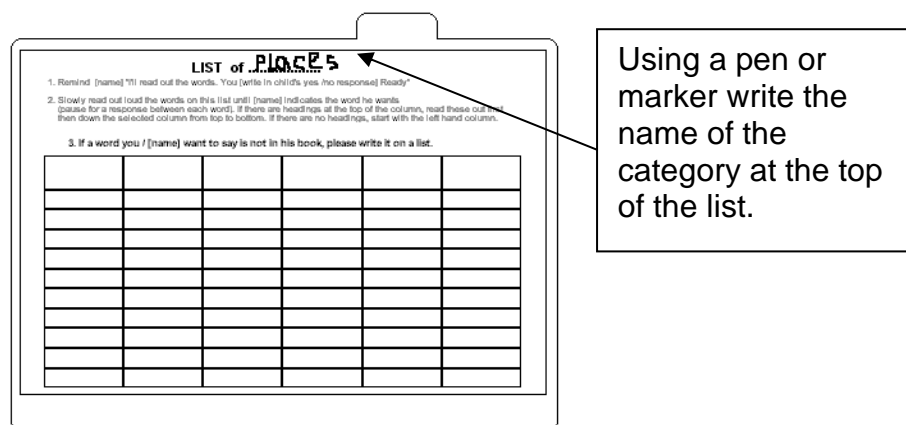 LIST of Places
1. Remind [name] "I'll read out the words. You [write in child's yes /no response] Ready"
2. Slowly read out loud the words on this list until [name] indicates the word he wants
(pause for a response between each word). If there are headings at the top of the column, read these out first,
then down the selected column from top to bottom. If there are no headings, start with the left hand column.
3. If a word you / [name] want to say is not in his book, please write it on a list.
Using a pen or
marker write the
name of the
category at the top
of the list.